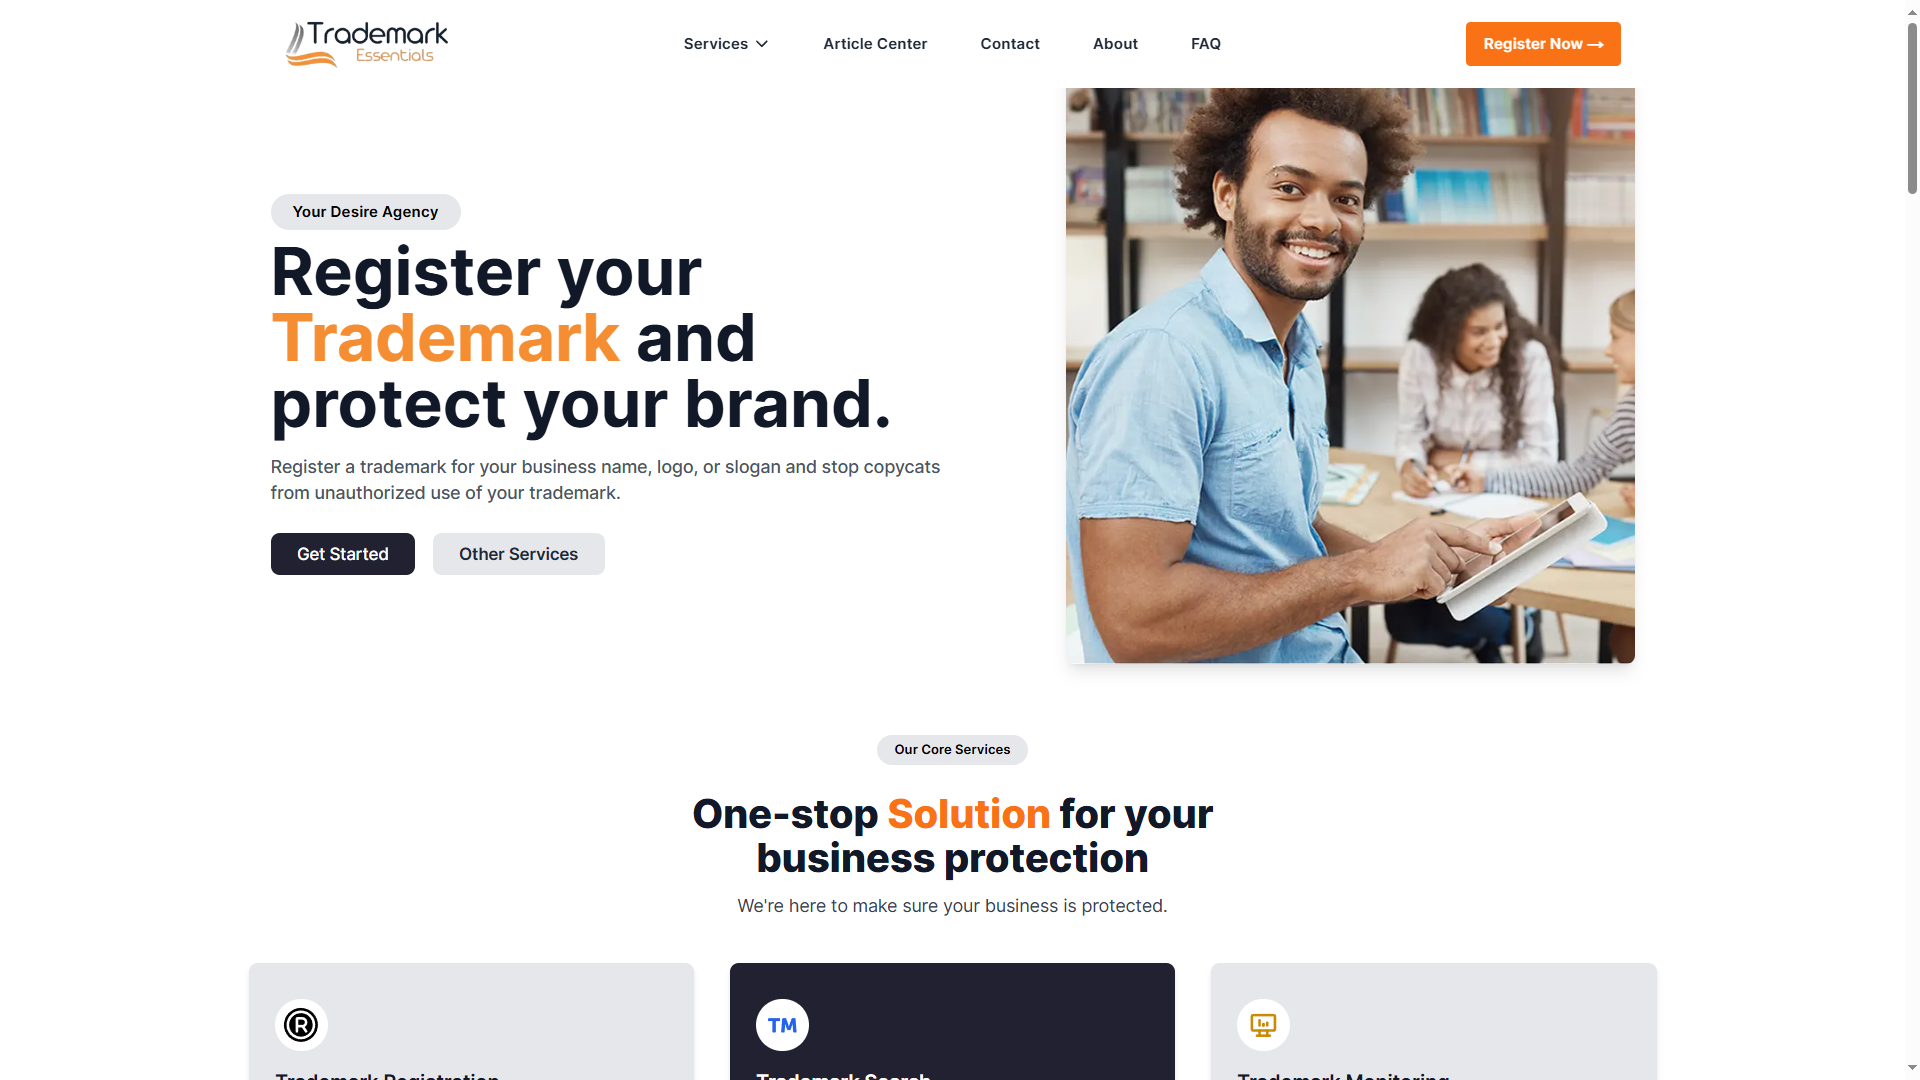 Trademark
Essentials
Services
Article Center
Contact
About
FAQ
Register Now →
Your Desire Agency
Register your
Trademark and
protect your brand.
Register a trademark for your business name, logo, or slogan and stop copycats
from unauthorized use of your trademark.
Get Started
Other Services
Our Core Services
One-stop Solution for your
business protection
We're here to make sure your business is protected.
R
TM
Trademark Registration
Trademark Search
Trademark Monitoring